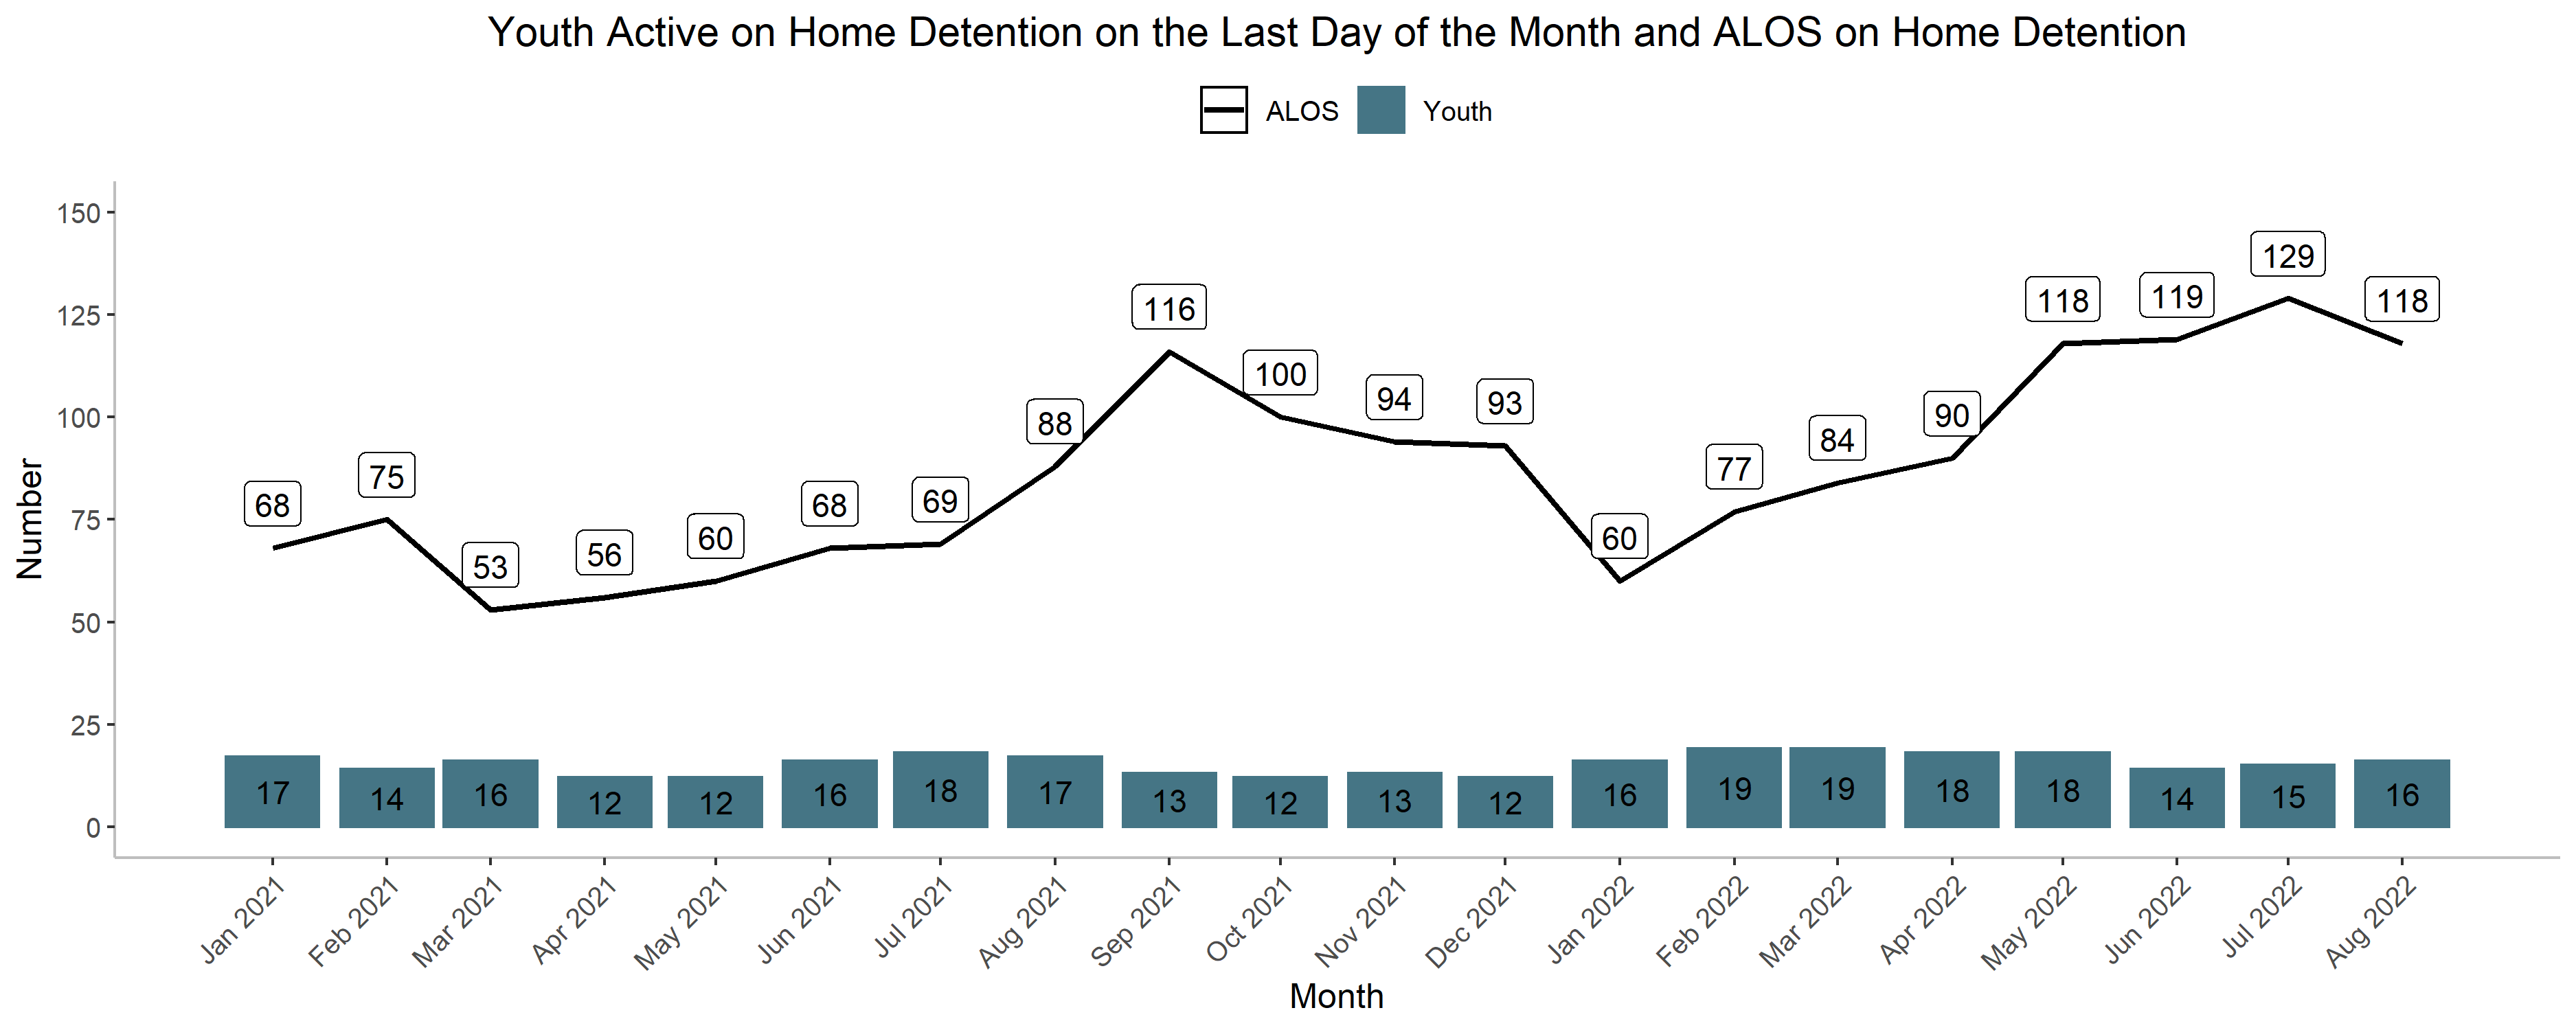 Youth Active on Home Detention on the Last Day of the Month and ALOS on Home Detention
ALOS Youth
150
125
100
75
50
25
0
Number
68 75 53 56 60 68 69 88 116 100 94 93 60 77 84 90 118 119 129 118
17 14 16 12 12 16 18 17 13 12 13 12 16 19 19 18 18 14 15 16
Jan 2021 Feb 2021 Mar 2021 Apr 2021 May 2021 Jun 2021 Jul 2021 Aug 2021 Sep 2021 Oct 2021 Nov 2021 Dec 2021 Jan 2022 Feb 2022 Mar 2022 Apr 2022 May 2022 Jun 2022 Jul 2022 Aug 2022
Month